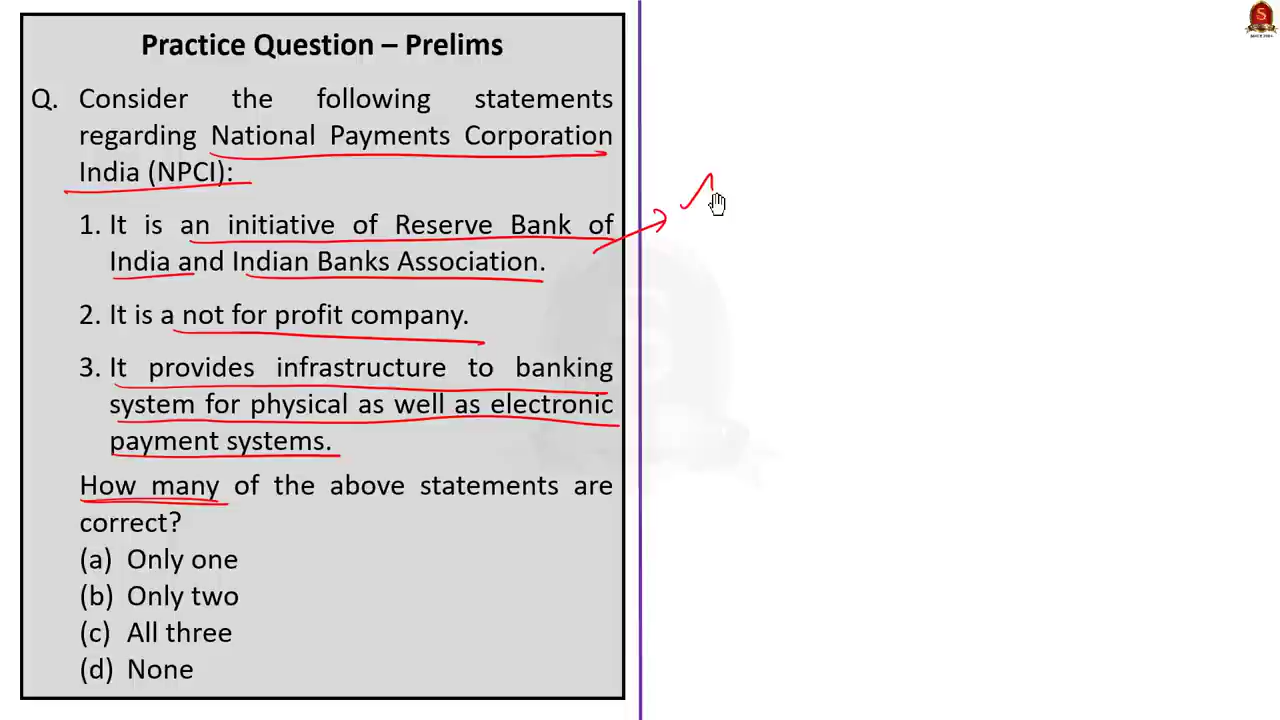 Practice Question – Prelims
Q. Consider the following statements
regarding National Payments Corporation
India (NPCI):
1. It is an initiative of Reserve Bank of
India and Indian Banks Association.
2. It is a not for profit company.
3. It provides infrastructure to banking
system for physical as well as electronic
payment systems.
How many of the above statements are
correct?
(a) Only one
(b) Only two
(c) All three
(d) None
S